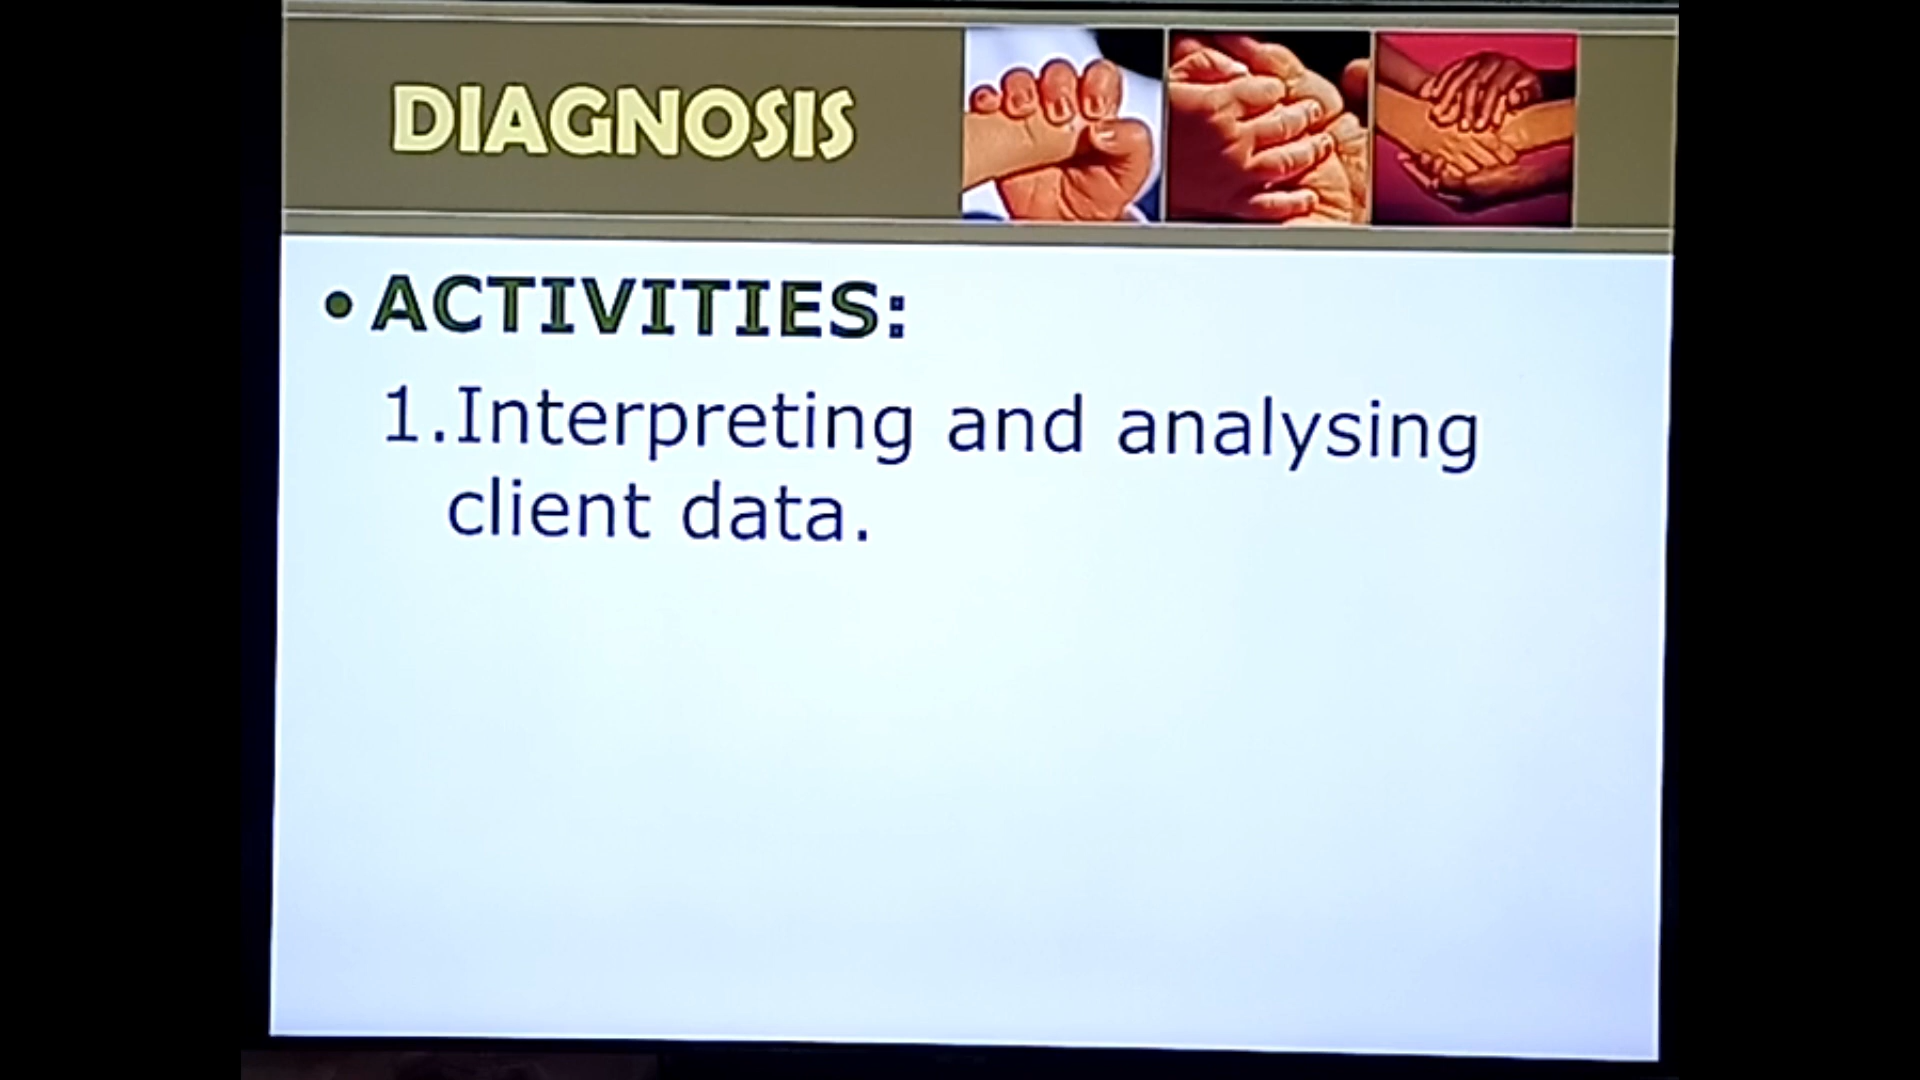 DIAGNOSIS
• ACTIVITIES:
1.Interpreting and analysing
client data.